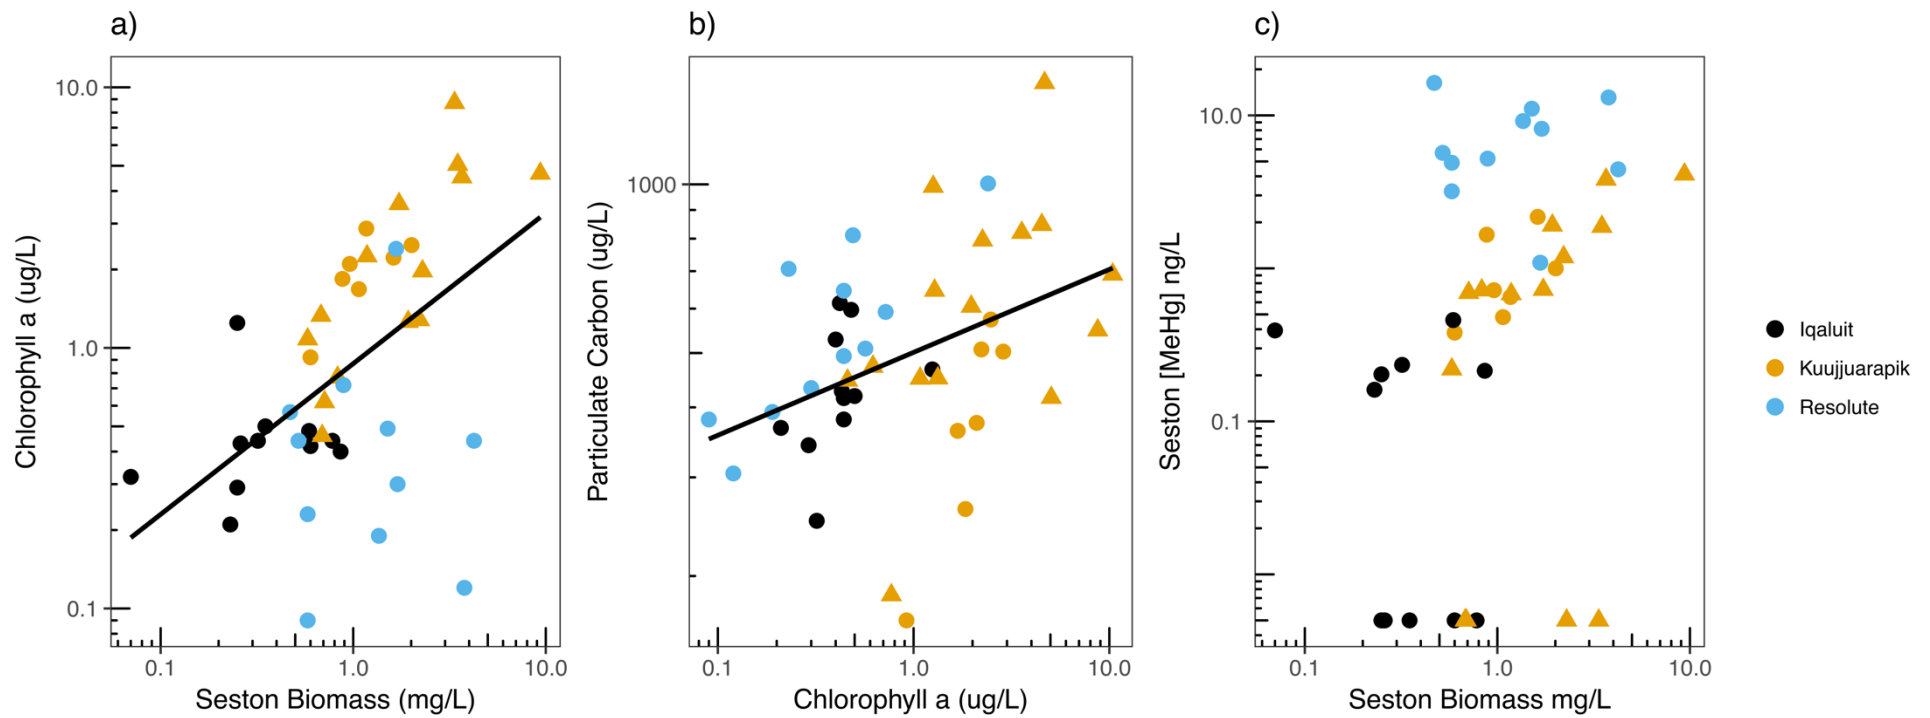 a)
Chlorophyll a (ug/L)
10.0
1.0
0.1
0.1 1.0 10.0
Seston Biomass (mg/L)
b)
Particulate Carbon (ug/L)
1000
0.1 1.0 10.0
Chlorophyll a (ug/L)
c)
Seston [MeHg] ng/L
10.0
0.1
0.1 1.0 10.0
Seston Biomass mg/L
Iqaluit
Kuujjuarapik
Resolute